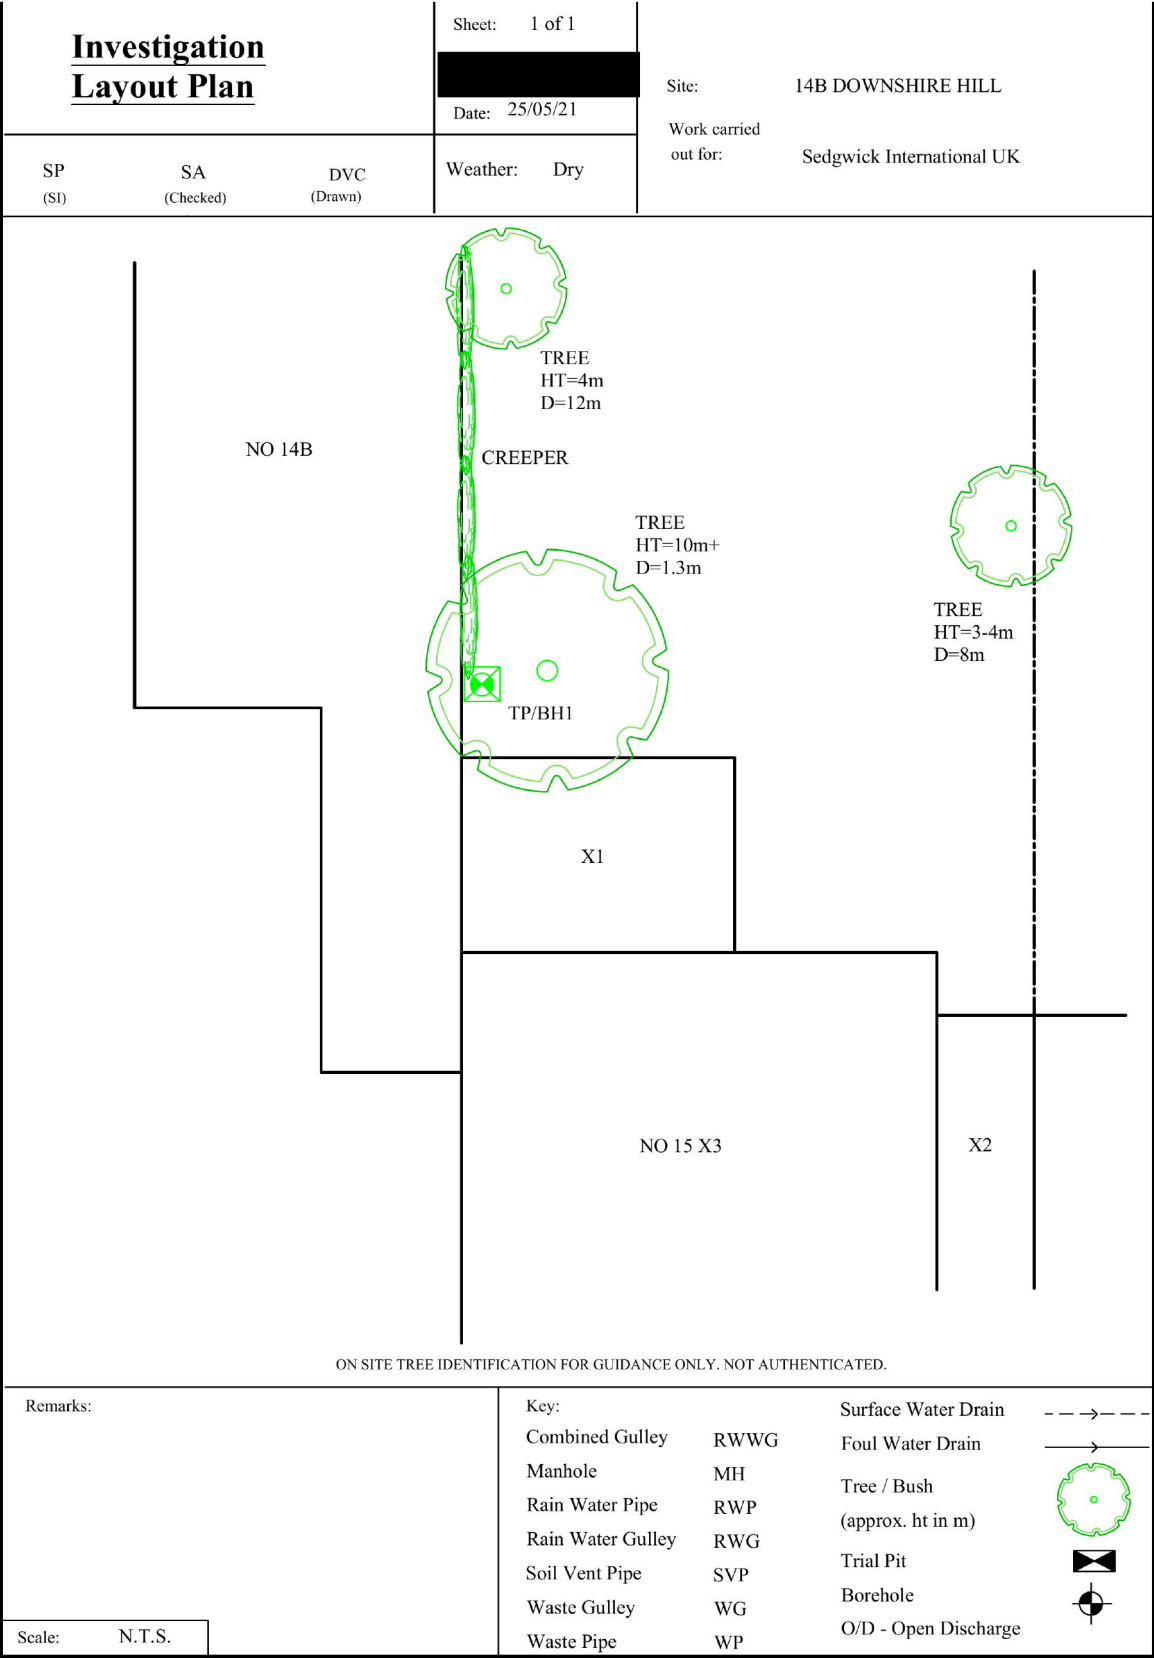 Investigation
Layout Plan
Sheet: 1 of 1
Date: 25/05/21
Site: 14B DOWNSHIRE HILL
Work carried
out for: Sedgwick International UK
SP
(SI)
SA
(Checked)
DVC
(Drawn)
Weather: Dry
TREE
HT=4m
D=12m
NO 14B
CREEPER
TREE
HT=10m+
D=1.3m
TREE
HT=3-4m
D=8m
TP/BH1
X1
NO 15 X3
X2
ON SITE TREE IDENTIFICATION FOR GUIDANCE ONLY. NOT AUTHENTICATED.
Remarks:
Scale: N.T.S.
Key:
Combined Gulley RWWG
Manhole MH
Rain Water Pipe RWP
Rain Water Gulley RWG
Soil Vent Pipe SVP
Waste Gulley WG
Waste Pipe WP
Surface Water Drain
Foul Water Drain
Tree / Bush
(approx. ht in m)
Trial Pit
Borehole
O/D - Open Discharge